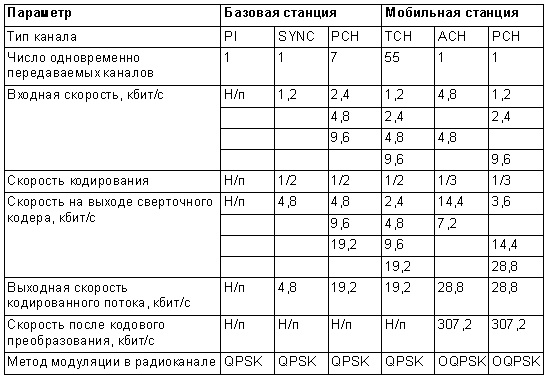 Параметр Базовая станция Мобильная станция
Тип канала PI SYNC PCH TCH ACH PCH
Число одновременно передаваемых каналов 1 1 7 55 1 1
Входная скорость, кбит/с Н/п 1,2 2,4 1,2 4,8 1,2
4,8 2,4 2,4
9,6 4,8 4,8
9,6 9,6
Скорость кодирования Н/п 1/2 1/2 1/2 1/3 1/3
Скорость на выходе сверточного кодера, кбит/с Н/п 4,8 4,8 2,4 14,4 3,6
9,6 4,8 7,2
19,2 9,6 14,4
19,2 28,8
Выходная скорость кодированного потока, кбит/с Н/п 4,8 19,2 19,2 28,8 28,8
Скорость после кодового преобразования, кбит/с Н/п Н/п Н/п Н/п 307,2 307,2
Метод модуляции в радиоканале QPSK QPSK QPSK QPSK OQPSK OQPSK